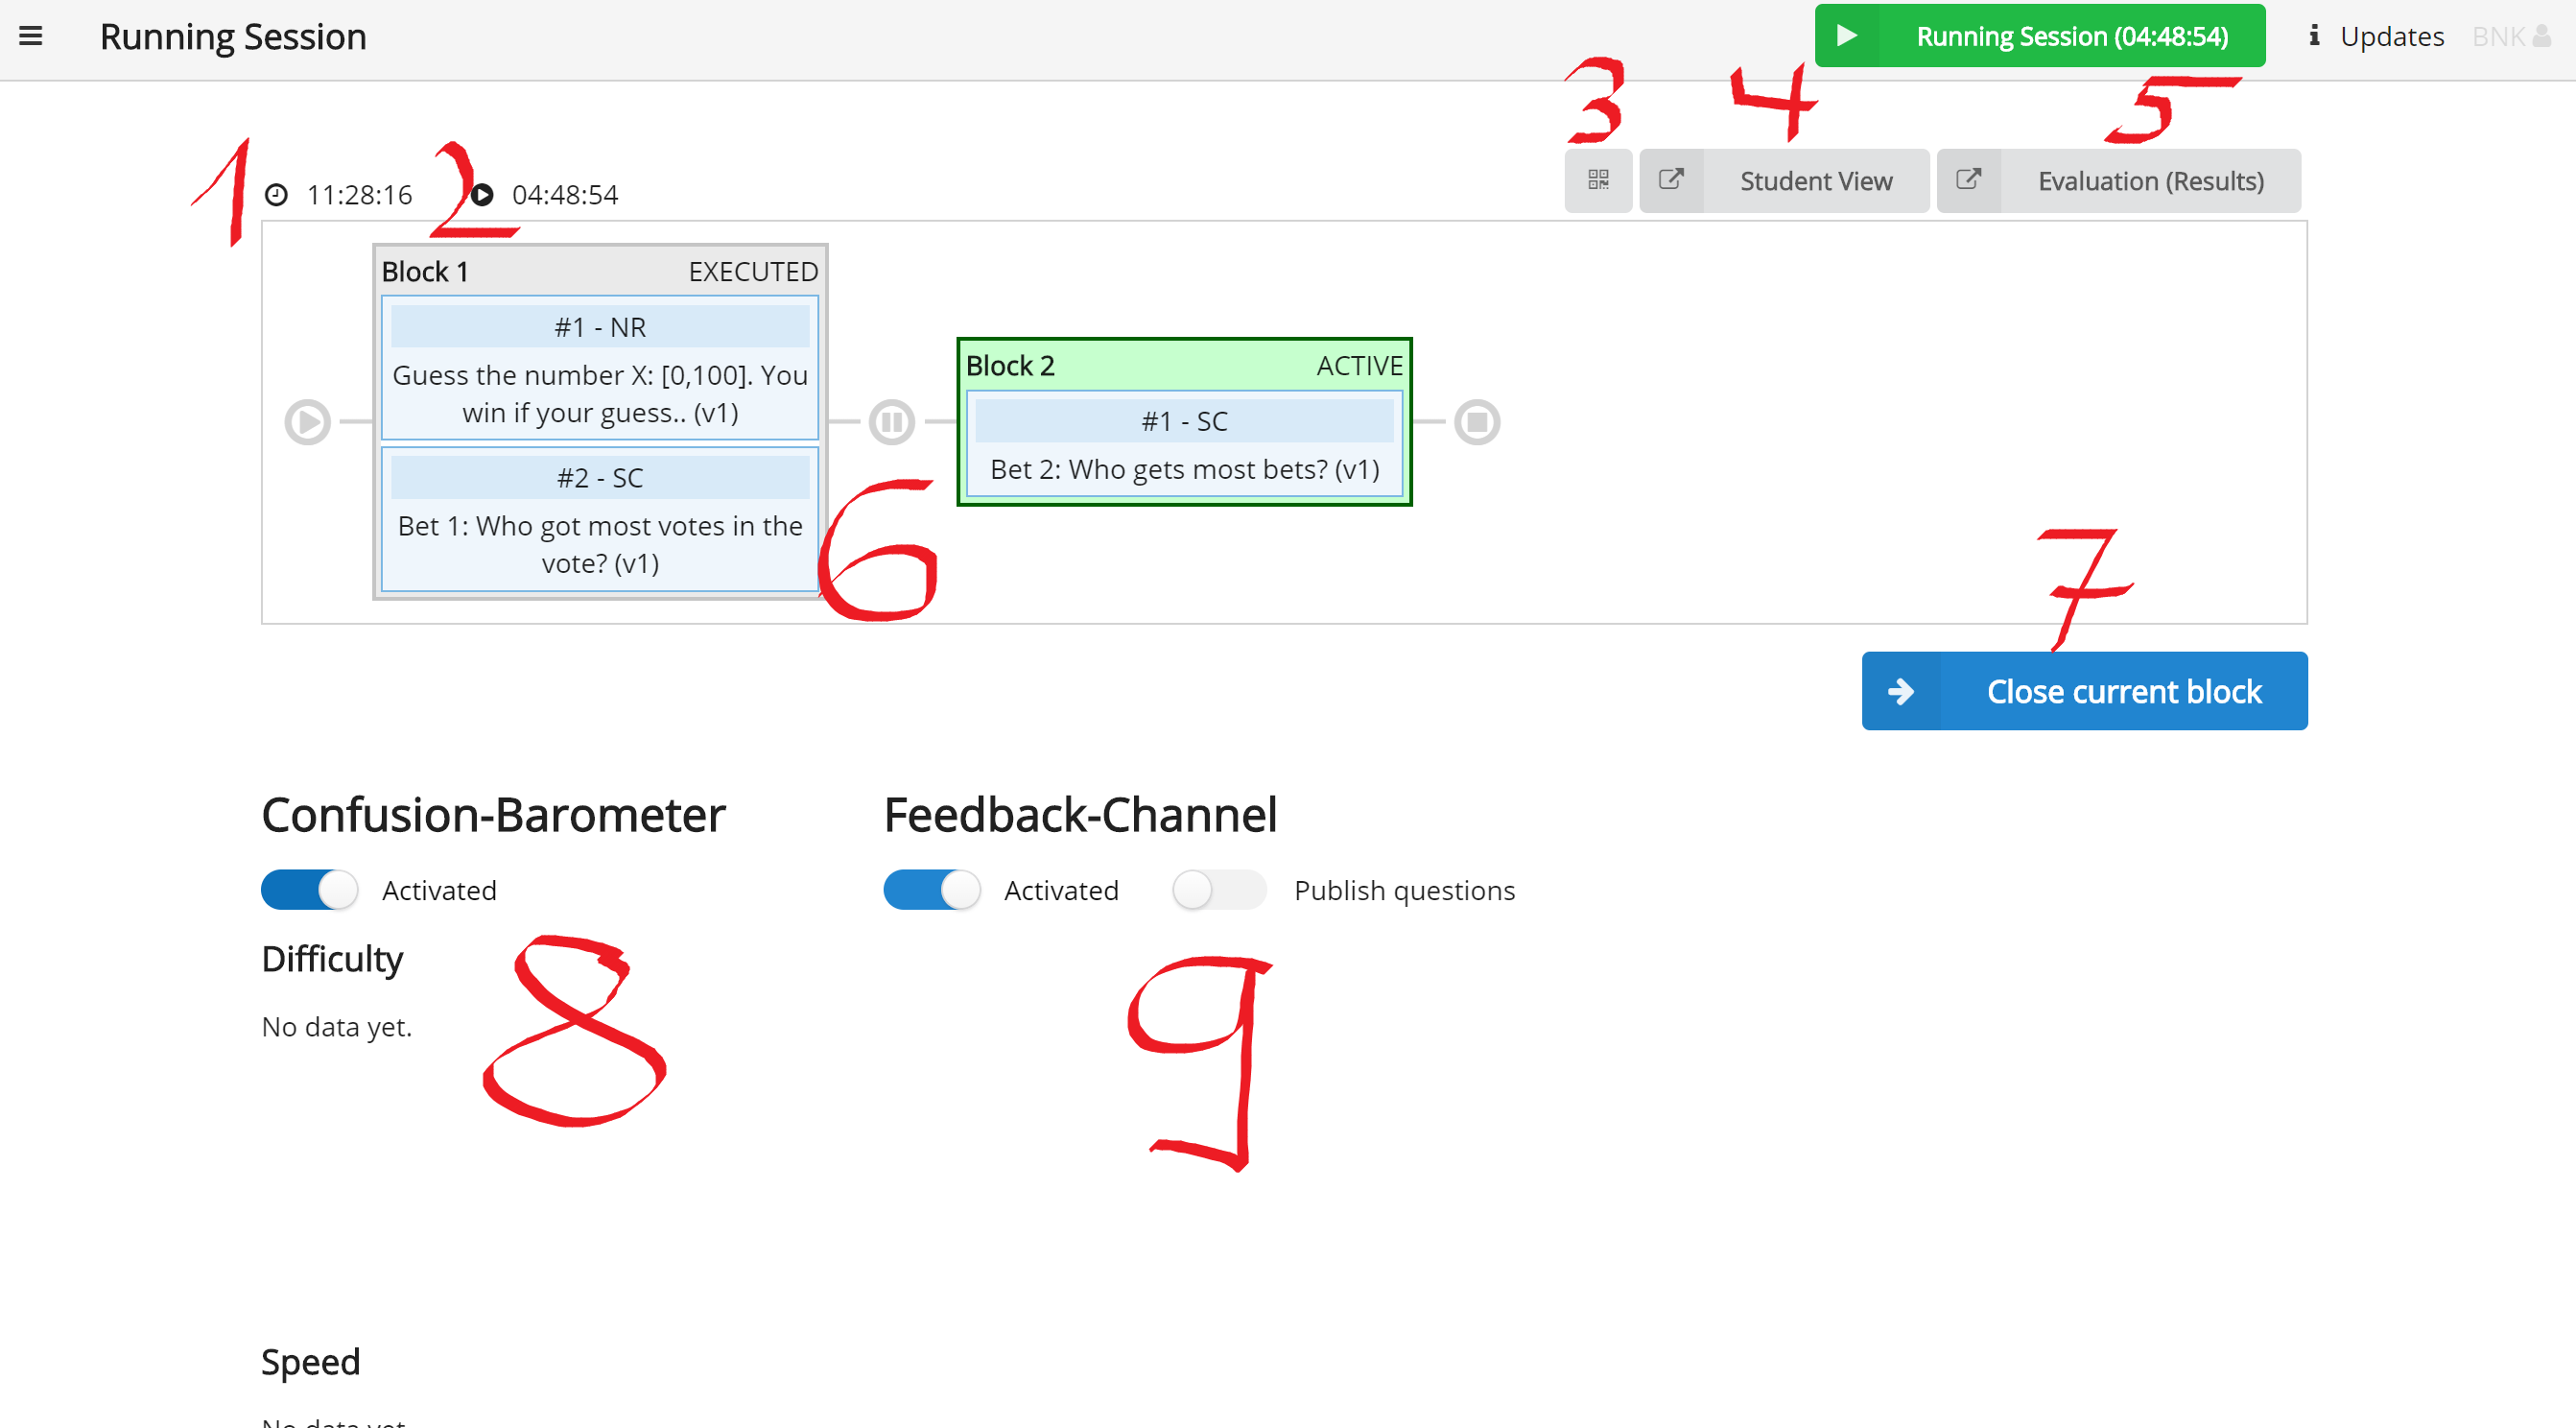 Running Session
Running Session (04:48:54)
Updates
BNK
3
4
5
1
2
11:28:16
04:48:54
Student View
Evaluation (Results)
Block 1
EXECUTED
#1 - NR
Guess the number X: [0,100]. You
win if your guess.. (v1)
#2 - SC
Bet 1: Who got most votes in the
vote? (v1)
6
Block 2
ACTIVE
#1 - SC
Bet 2: Who gets most bets? (v1)
7
Close current block
Confusion-Barometer
Activated
Difficulty
No data yet.
8
Feedback-Channel
Activated
Publish questions
9
Speed
No data yet